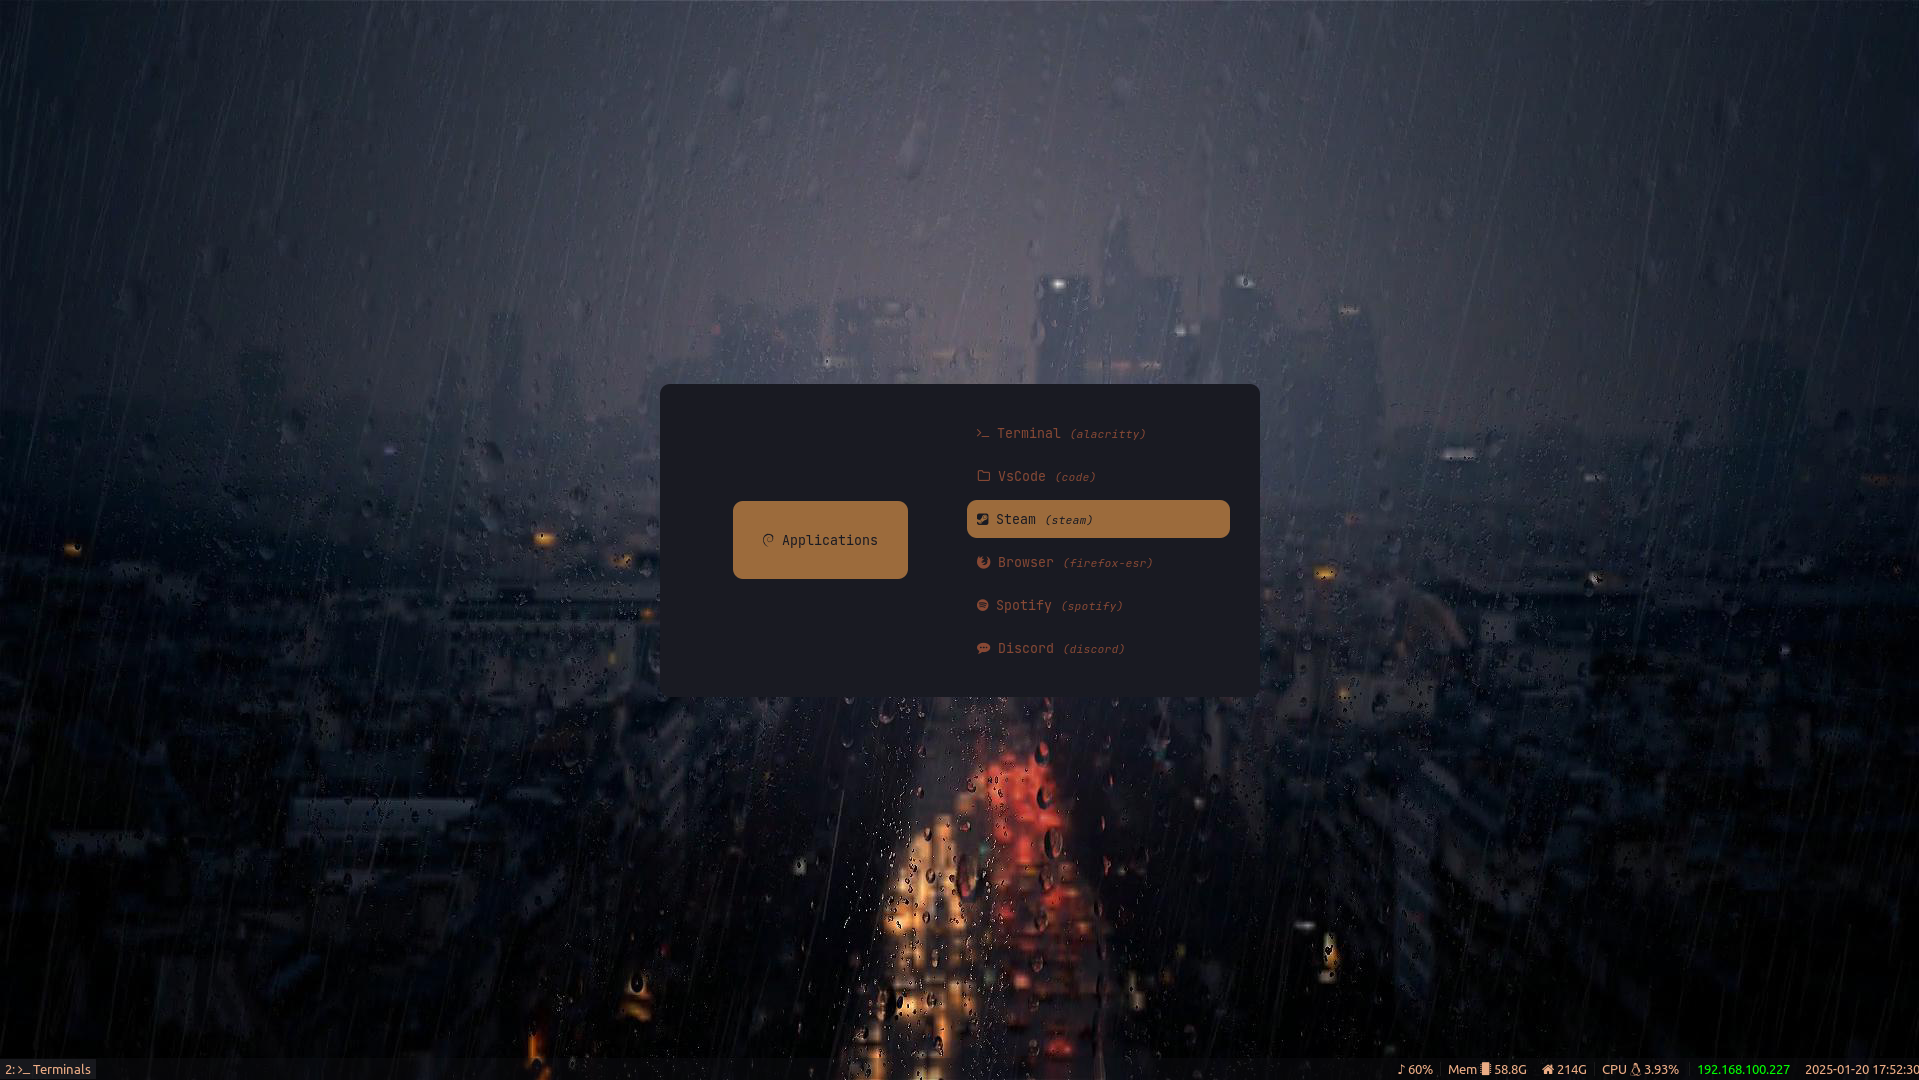 Applications
Terminal (alacritty)
VsCode (code)
Steam (steam)
Browser (firefox-esr)
Spotify (spotify)
Discord (discord)
2: >_ Terminals
♪ 60% Mem 58.8G 214G CPU 3.93% 192.168.100.227 2025-01-20 17:52:30